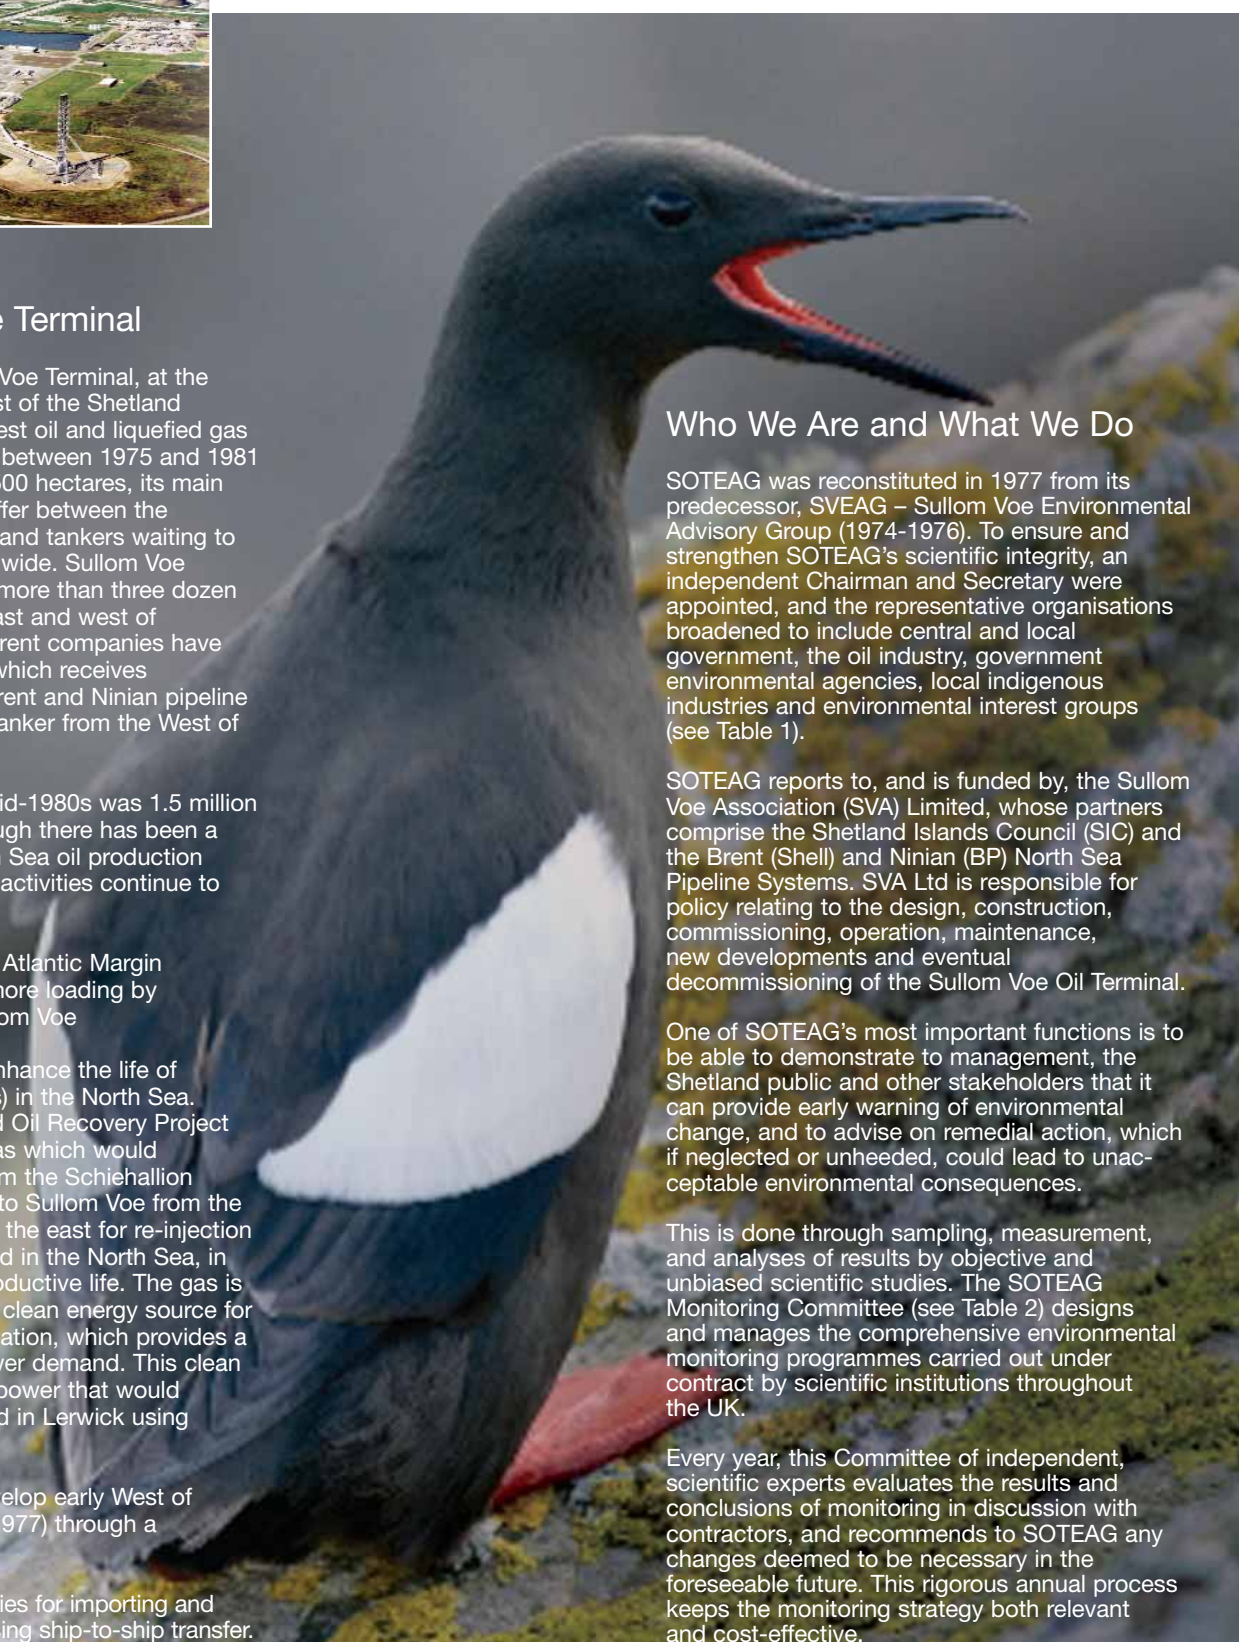 e Terminal
Voe Terminal, at the
st of the Shetland
est oil and liquefied gas
between 1975 and 1981
00 hectares, its main
ffer between the
and tankers waiting to
wide. Sullom Voe
more than three dozen
ast and west of
rent companies have
which receives
rent and Ninian pipeline
anker from the West of
id-1980s was 1.5 million
ugh there has been a
Sea oil production
activities continue to
Atlantic Margin
hore loading by
om Voe
nhance the life of
s) in the North Sea.
d Oil Recovery Project
as which would
m the Schiehallion
to Sullom Voe from the
the east for re-injection
d in the North Sea, in
oductive life. The gas is
clean energy source for
ation, which provides a
ver demand. This clean
power that would
d in Lerwick using
velop early West of
977) through a
ies for importing and
sing ship-to-ship transfer.
Who We Are and What We Do
SOTEAG was reconstituted in 1977 from its
predecessor, SVEAG – Sullom Voe Environmental
Advisory Group (1974-1976). To ensure and
strengthen SOTEAG's scientific integrity, an
independent Chairman and Secretary were
appointed, and the representative organisations
broadened to include central and local
government, the oil industry, government
environmental agencies, local indigenous
industries and environmental interest groups
(see Table 1).
SOTEAG reports to, and is funded by, the Sullom
Voe Association (SVA) Limited, whose partners
comprise the Shetland Islands Council (SIC) and
the Brent (Shell) and Ninian (BP) North Sea
Pipeline Systems. SVA Ltd is responsible for
policy relating to the design, construction,
commissioning, operation, maintenance,
new developments and eventual
decommissioning of the Sullom Voe Oil Terminal.
One of SOTEAG's most important functions is to
be able to demonstrate to management, the
Shetland public and other stakeholders that it
can provide early warning of environmental
change, and to advise on remedial action, which
if neglected or unheeded, could lead to unac-
ceptable environmental consequences.
This is done through sampling, measurement,
and analyses of results by objective and
unbiased scientific studies. The SOTEAG
Monitoring Committee (see Table 2) designs
and manages the comprehensive environmental
monitoring programmes carried out under
contract by scientific institutions throughout
the UK.
Every year, this Committee of independent,
scientific experts evaluates the results and
conclusions of monitoring in discussion with
contractors, and recommends to SOTEAG any
changes deemed to be necessary in the
foreseeable future. This rigorous annual process
keeps the monitoring strategy both relevant
and cost-effective.